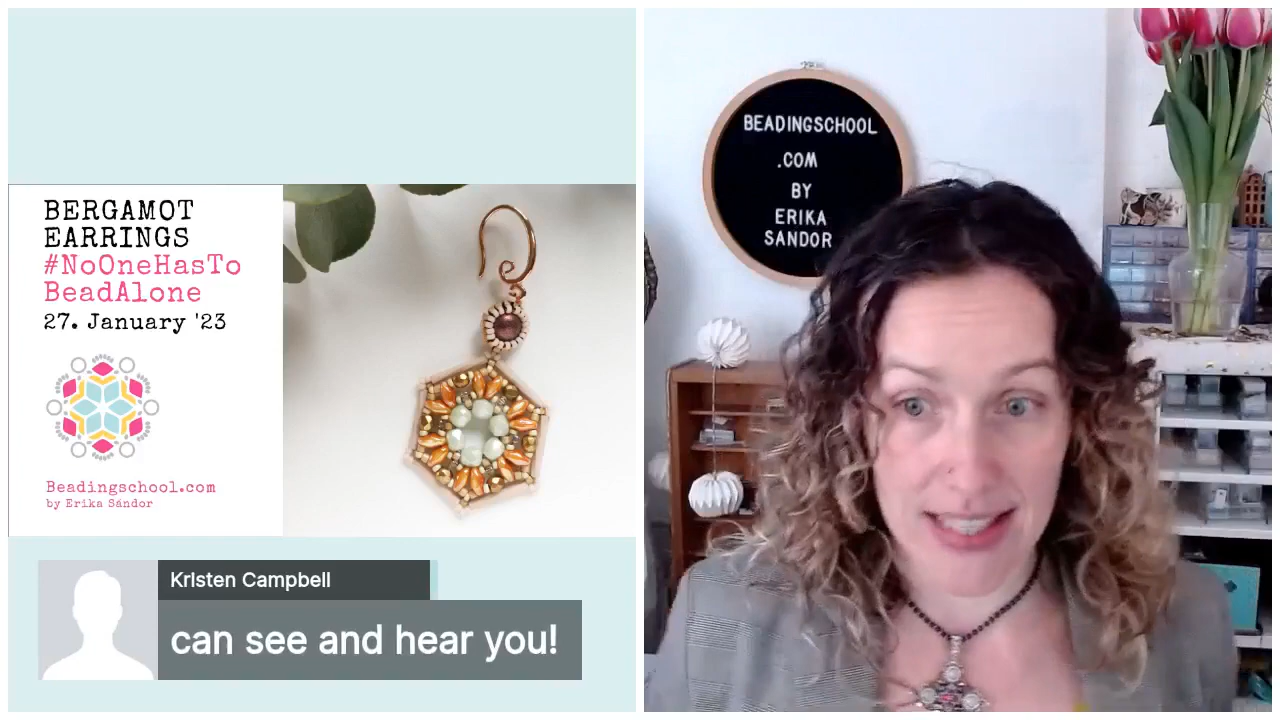 BERGAMOT
EARRINGS
#NoOneHasTo
BeadAlone
27. January '23
Beadingschool.com
by Erika Sándor
Kristen Campbell
can see and hear you!
BEADINGSCHOOL
.COM
BY
ERIKA
SANDOR